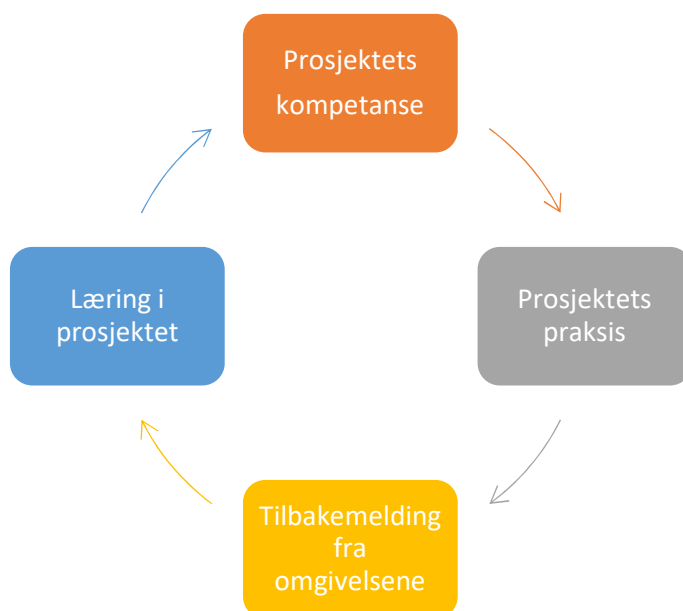 Prosjektets
kompetanse
Læring i
prosjektet
Prosjektets
praksis
Tilbakemelding
fra
omgivelsene